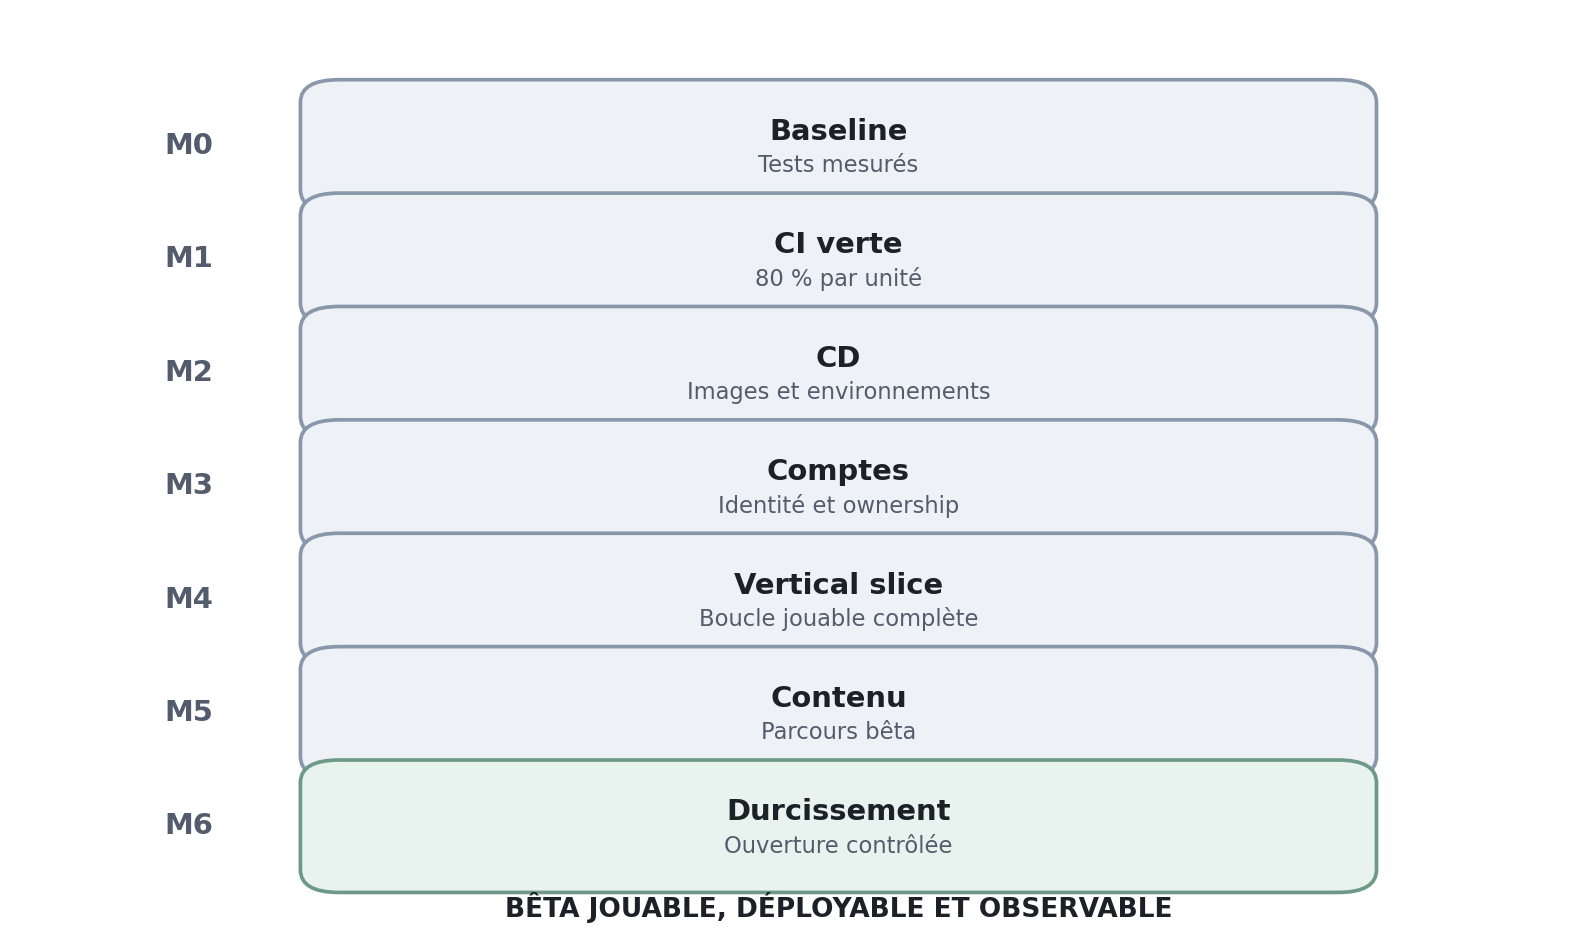 M0
Baseline
Tests mesurés
M1
CI verte
80 % par unité
M2
CD
Images et environnements
M3
Comptes
Identité et ownership
M4
Vertical slice
Boucle jouable complète
M5
Contenu
Parcours bêta
M6
Durcissement
Ouverture contrôlée
BÊTA JOUABLE, DÉPLOYABLE ET OBSERVABLE